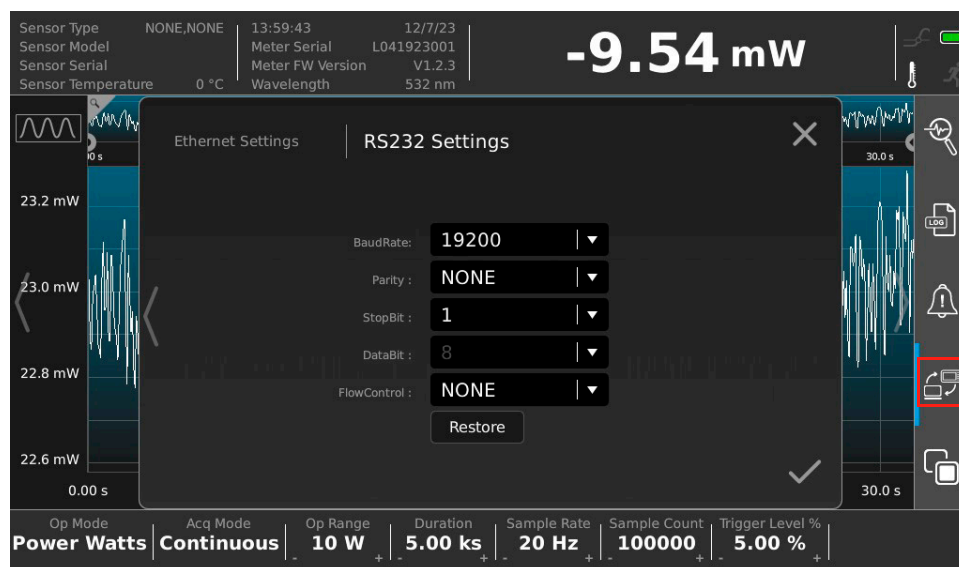 Sensor Type NONE,NONE
Sensor Model
Sensor Serial
Sensor Temperature 0 °C
13:59:43 12/7/23
Meter Serial L041923001
Meter FW Version V1.2.3
Wavelength 532 nm
-9.54 mW
Ethernet Settings
RS232 Settings
30.0 s
23.2 mW
23.0 mW
22.8 mW
22.6 mW
BaudRate: 19200
Parity : NONE
StopBit : 1
DataBit : 8
FlowControl : NONE
Restore
LOG
0.00 s
30.0 s
Op Mode
Power Watts
Acq Mode
Continuous
Op Range
- 10 W +
Duration
- 5.00 ks +
Sample Rate
- 20 Hz +
Sample Count
- 100000 +
Trigger Level %
- 5.00 % +